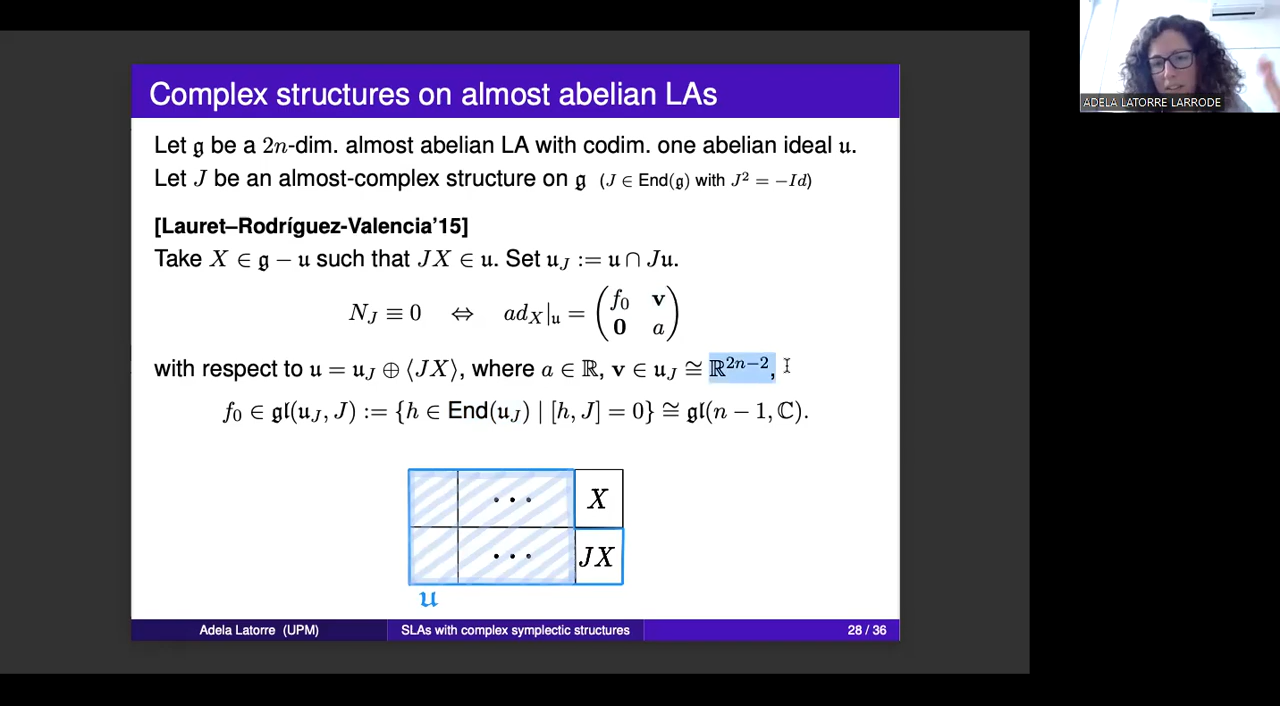 Complex structures on almost abelian LAs
Let 𝔤 be a 2n-dim. almost abelian LA with codim. one abelian ideal 𝔲.
Let J be an almost-complex structure on 𝔤 (J ∈ End(𝔤) with J² = −Id)
[Lauret–Rodríguez-Valencia'15]
Take X ∈ 𝔤 − 𝔲 such that JX ∈ 𝔲. Set 𝔲_J := 𝔲 ∩ J𝔲.
N_J ≡ 0 ⇔ ad_X|_𝔲 = ( f₀ v
0 a )
with respect to 𝔲 = 𝔲_J ⊕ ⟨JX⟩, where a ∈ ℝ, v ∈ 𝔲_J ≅ ℝ²ⁿ⁻²,
f₀ ∈ 𝔤𝔩(𝔲_J, J) := {h ∈ End(𝔲_J) | [h, J] = 0} ≅ 𝔤𝔩(n − 1, ℂ).
··· X
··· JX
𝔲
Adela Latorre (UPM) SLAs with complex symplectic structures 28 / 36
ADELA LATORRE LARRODE